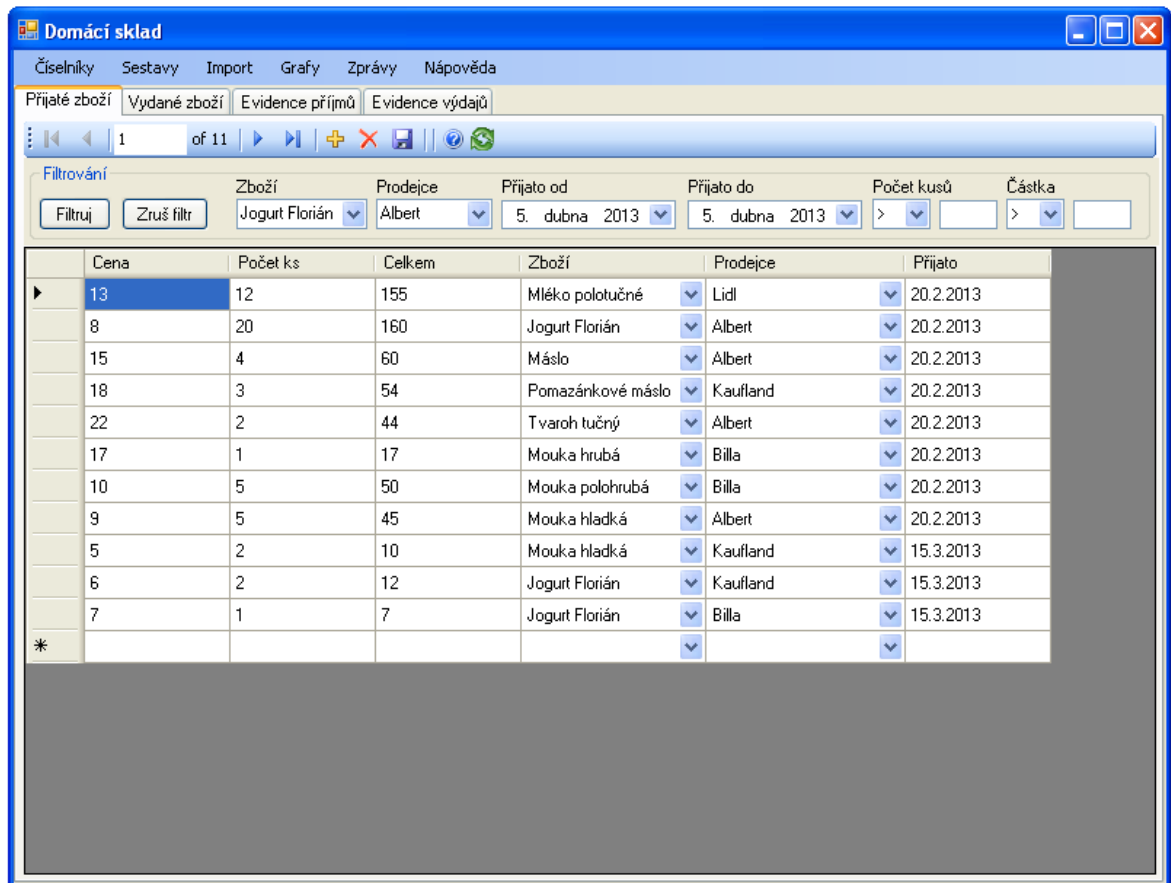 Domácí sklad
Číselníky Sestavy Import Grafy Zprávy Nápověda
Přijaté zboží Vydané zboží Evidence příjmů Evidence výdajů
1 of 11
Filtrování
Zboží Prodejce Přijato od Přijato do Počet kusů Částka
Filtruj Zruš filtr Jogurt Florián Albert 5. dubna 2013 5. dubna 2013 > >
Cena Počet ks Celkem Zboží Prodejce Přijato
13 12 155 Mléko polotučné Lidl 20.2.2013
8 20 160 Jogurt Florián Albert 20.2.2013
15 4 60 Máslo Albert 20.2.2013
18 3 54 Pomazánkové máslo Kaufland 20.2.2013
22 2 44 Tvaroh tučný Albert 20.2.2013
17 1 17 Mouka hrubá Billa 20.2.2013
10 5 50 Mouka polohrubá Billa 20.2.2013
9 5 45 Mouka hladká Albert 20.2.2013
5 2 10 Mouka hladká Kaufland 15.3.2013
6 2 12 Jogurt Florián Kaufland 15.3.2013
7 1 7 Jogurt Florián Billa 15.3.2013